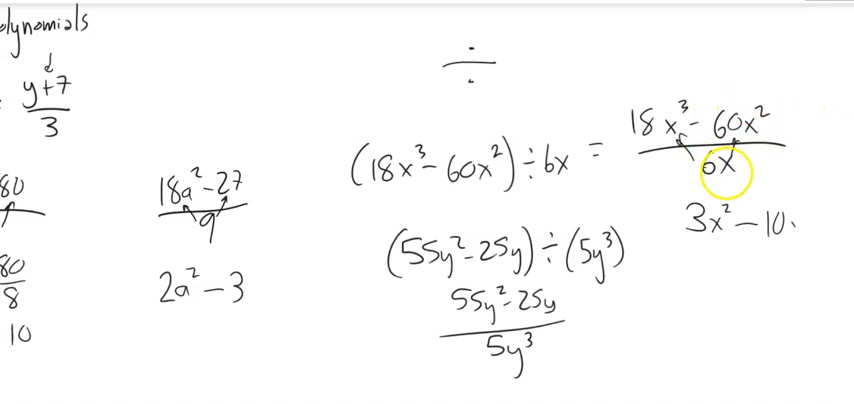 olynomials
↓
y+7
3
÷
(18x³-60x²)÷6x = 18x³-60x²
6x
3x²-10
80
18a²-27
9
(55y²-25y)÷(5y³)
80
8
2a²-3
55y²-25y
5y³
10